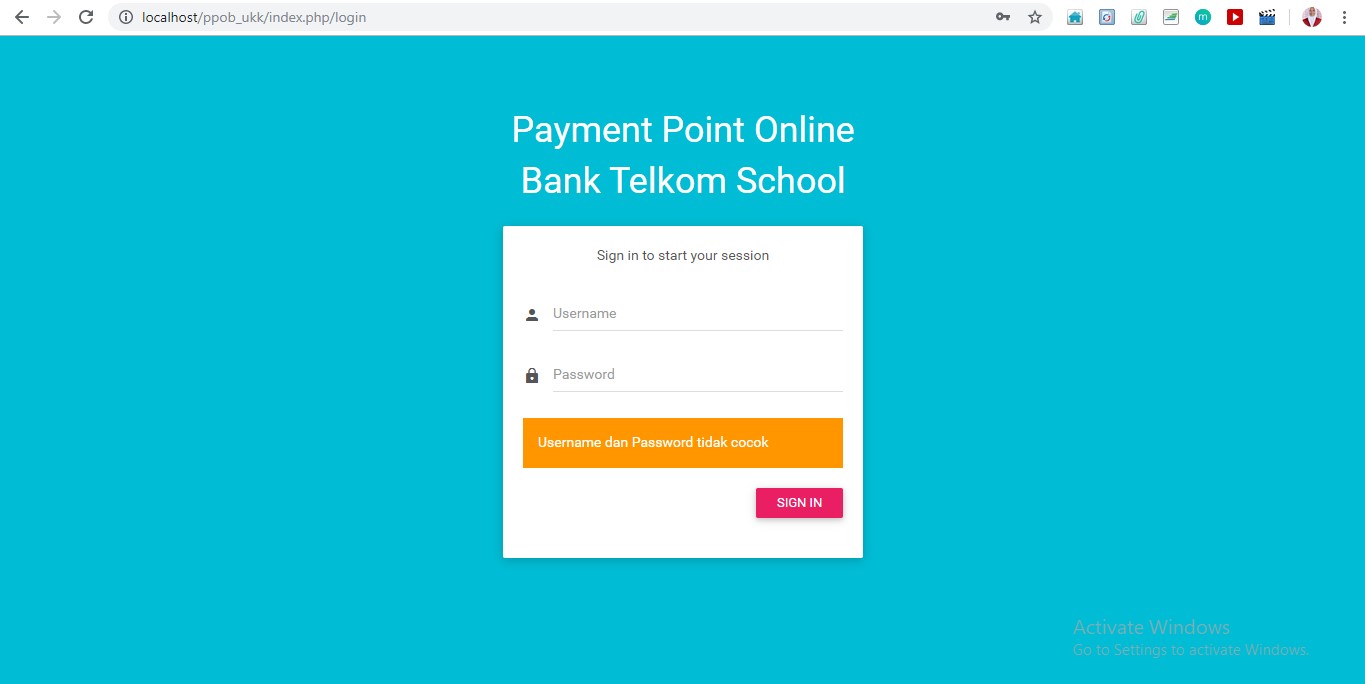 localhost/ppob_ukk/index.php/login
m
Payment Point Online
Bank Telkom School
Sign in to start your session
Username
Password
Username dan Password tidak cocok
SIGN IN
Activate Windows
Go to Settings to activate Windows.